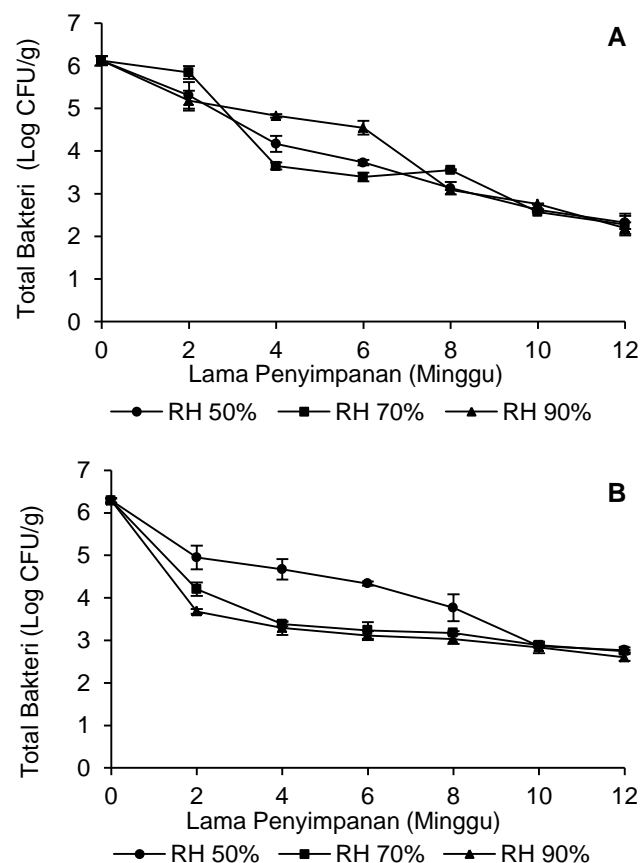 A
Total Bakteri (Log CFU/g)
7
6
5
4
3
2
1
0
0 2 4 6 8 10 12
Lama Penyimpanan (Minggu)
RH 50% RH 70% RH 90%
B
Total Bakteri (Log CFU/g)
7
6
5
4
3
2
1
0
0 2 4 6 8 10 12
Lama Penyimpanan (Minggu)
RH 50% RH 70% RH 90%